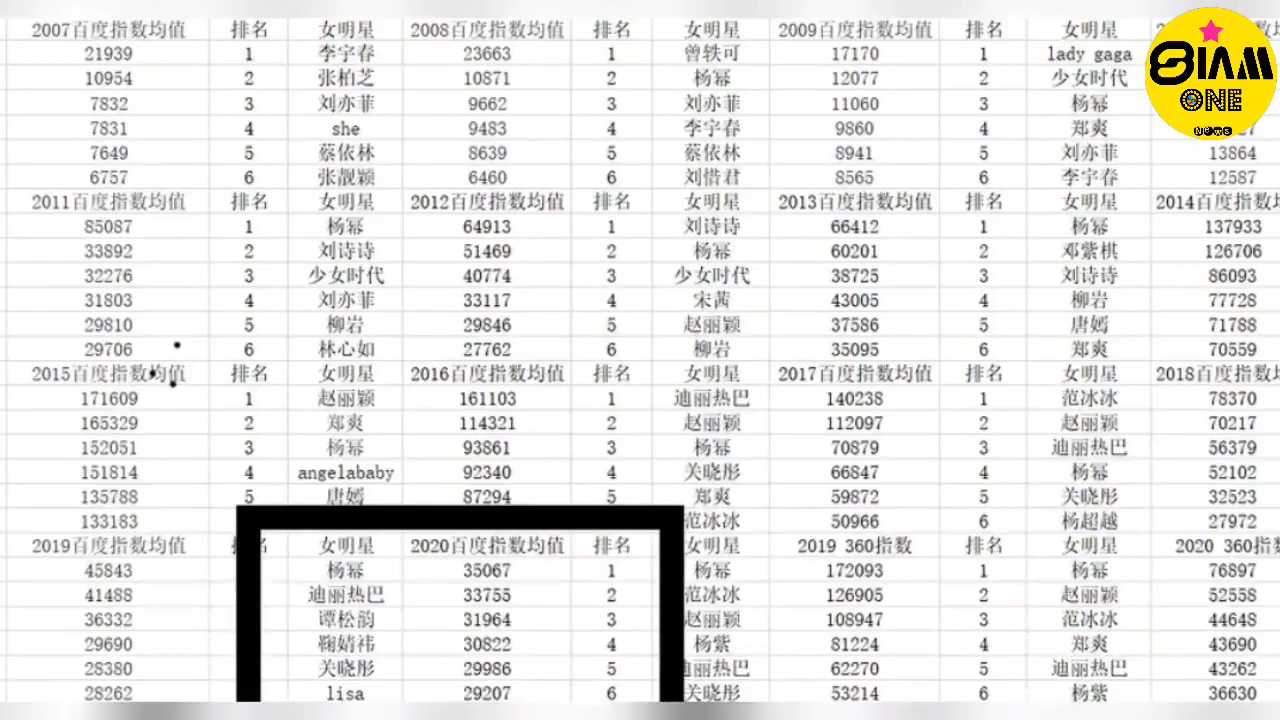 2007百度指数均值 排名 女明星 2008百度指数均值 排名 女明星 2009百度指数均值 排名 女明星
21939 1 李宇春 23663 1 曾轶可 17170 1 lady gaga
10954 2 张柏芝 10871 2 杨幂 12077 2 少女时代
7832 3 刘亦菲 9662 3 刘亦菲 11060 3 杨幂
7831 4 she 9483 4 李宇春 9860 4 郑爽
7649 5 蔡依林 8639 5 蔡依林 8941 5 刘亦菲 13864
6757 6 张靓颖 6460 6 刘惜君 8565 6 李宇春 12587
2011百度指数均值 排名 女明星 2012百度指数均值 排名 女明星 2013百度指数均值 排名 女明星 2014百度指数均
85087 1 杨幂 64913 1 刘诗诗 66412 1 杨幂 137933
33892 2 刘诗诗 51469 2 杨幂 60201 2 邓紫棋 126706
32276 3 少女时代 40774 3 少女时代 38725 3 刘诗诗 86093
31803 4 刘亦菲 33117 4 宋茜 43005 4 柳岩 77728
29810 5 柳岩 29846 5 赵丽颖 37586 5 唐嫣 71788
29706 6 林心如 27762 6 柳岩 35095 6 郑爽 70559
2015百度指数均值 排名 女明星 2016百度指数均值 排名 女明星 2017百度指数均值 排名 女明星 2018百度指数均
171609 1 赵丽颖 161103 1 迪丽热巴 140238 1 范冰冰 78370
165329 2 郑爽 114321 2 赵丽颖 112097 2 赵丽颖 70217
152051 3 杨幂 93861 3 杨幂 70879 3 迪丽热巴 56379
151814 4 angelababy 92340 4 关晓彤 66847 4 杨幂 52102
135788 5 唐嫣 87294 5 郑爽 59872 5 关晓彤 32523
133183 范冰冰 50966 6 杨超越 27972
2019百度指数均值 女明星 2020百度指数均值 排名 女明星 2019 360指数 排名 女明星 2020 360指数
45843 杨幂 35067 1 杨幂 172093 1 杨幂 76897
41488 迪丽热巴 33755 2 范冰冰 126905 2 赵丽颖 52558
36332 谭松韵 31964 3 赵丽颖 108947 3 范冰冰 44648
29690 鞠婧祎 30822 4 杨紫 81224 4 郑爽 43690
28380 关晓彤 29986 5 迪丽热巴 62270 5 迪丽热巴 43262
28262 lisa 29207 6 关晓彤 53214 6 杨紫 36630
SIAM
ONE
News